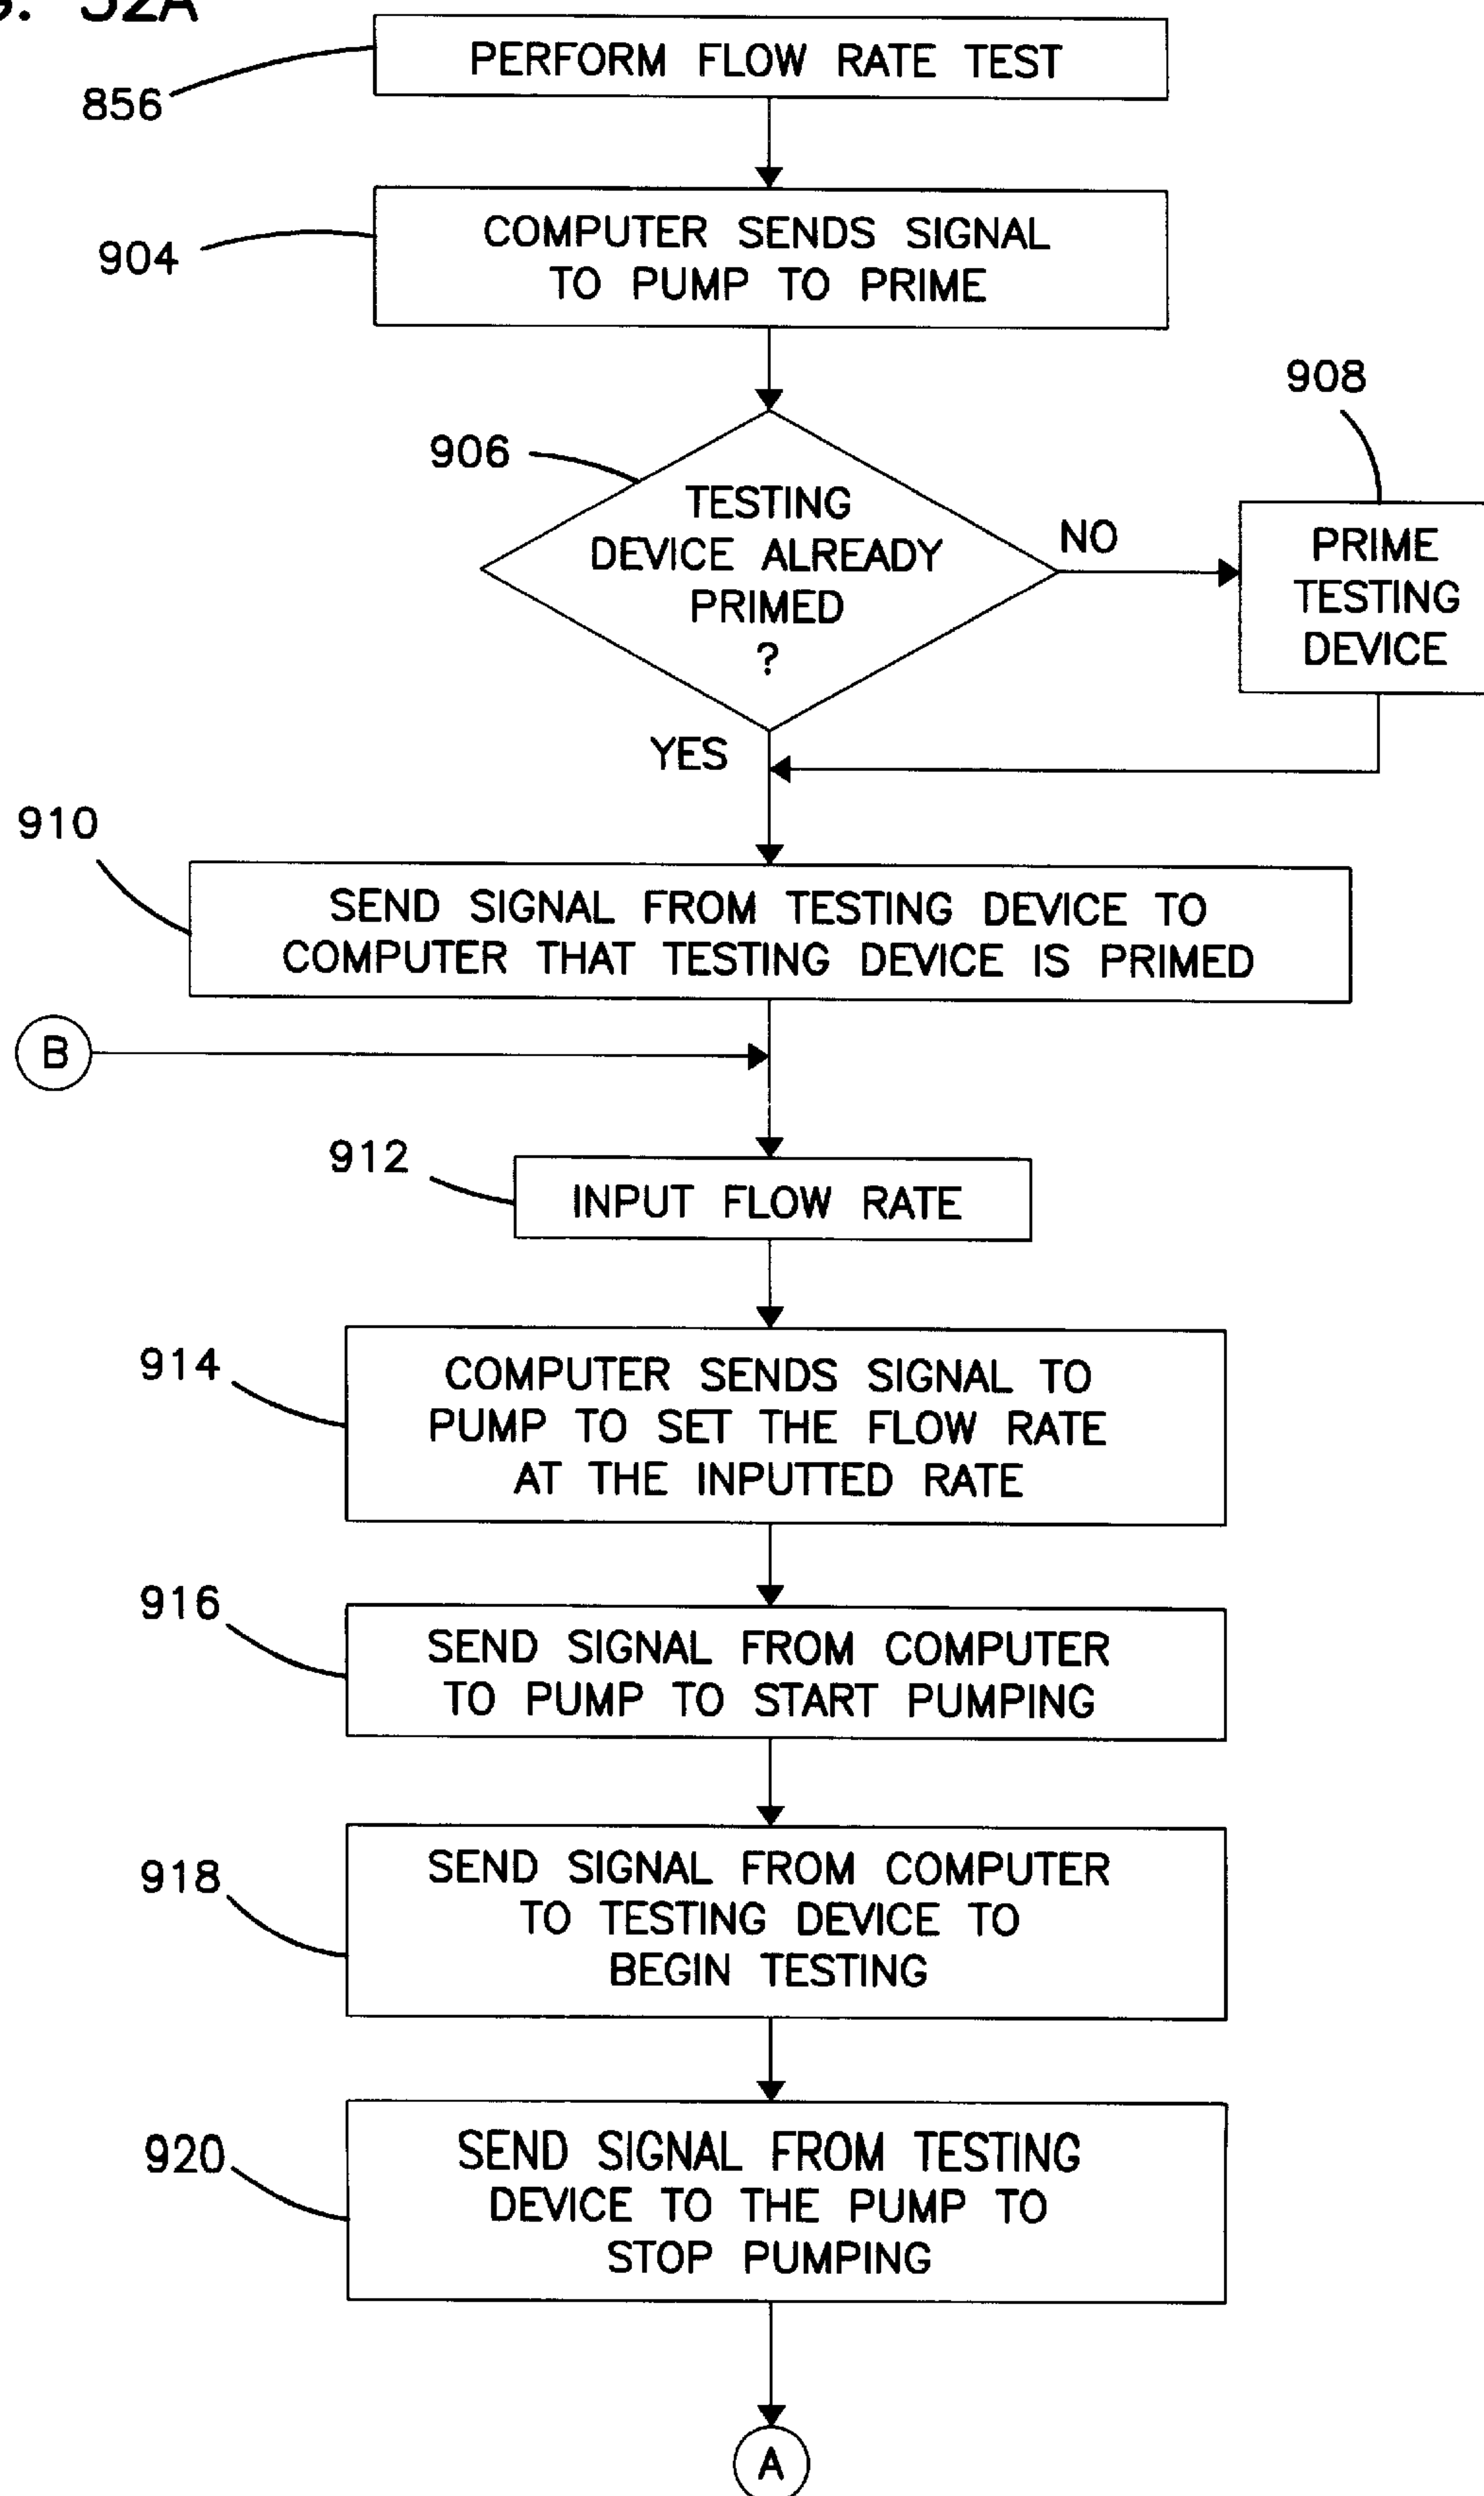 32A
PERFORM FLOW RATE TEST
856
COMPUTER SENDS SIGNAL
TO PUMP TO PRIME
904
908
906
TESTING
DEVICE ALREADY
PRIMED
?
NO
PRIME
TESTING
DEVICE
YES
910
SEND SIGNAL FROM TESTING DEVICE TO
COMPUTER THAT TESTING DEVICE IS PRIMED
B
912
INPUT FLOW RATE
914
COMPUTER SENDS SIGNAL TO
PUMP TO SET THE FLOW RATE
AT THE INPUTTED RATE
916
SEND SIGNAL FROM COMPUTER
TO PUMP TO START PUMPING
918
SEND SIGNAL FROM COMPUTER
TO TESTING DEVICE TO
BEGIN TESTING
920
SEND SIGNAL FROM TESTING
DEVICE TO THE PUMP TO
STOP PUMPING
A